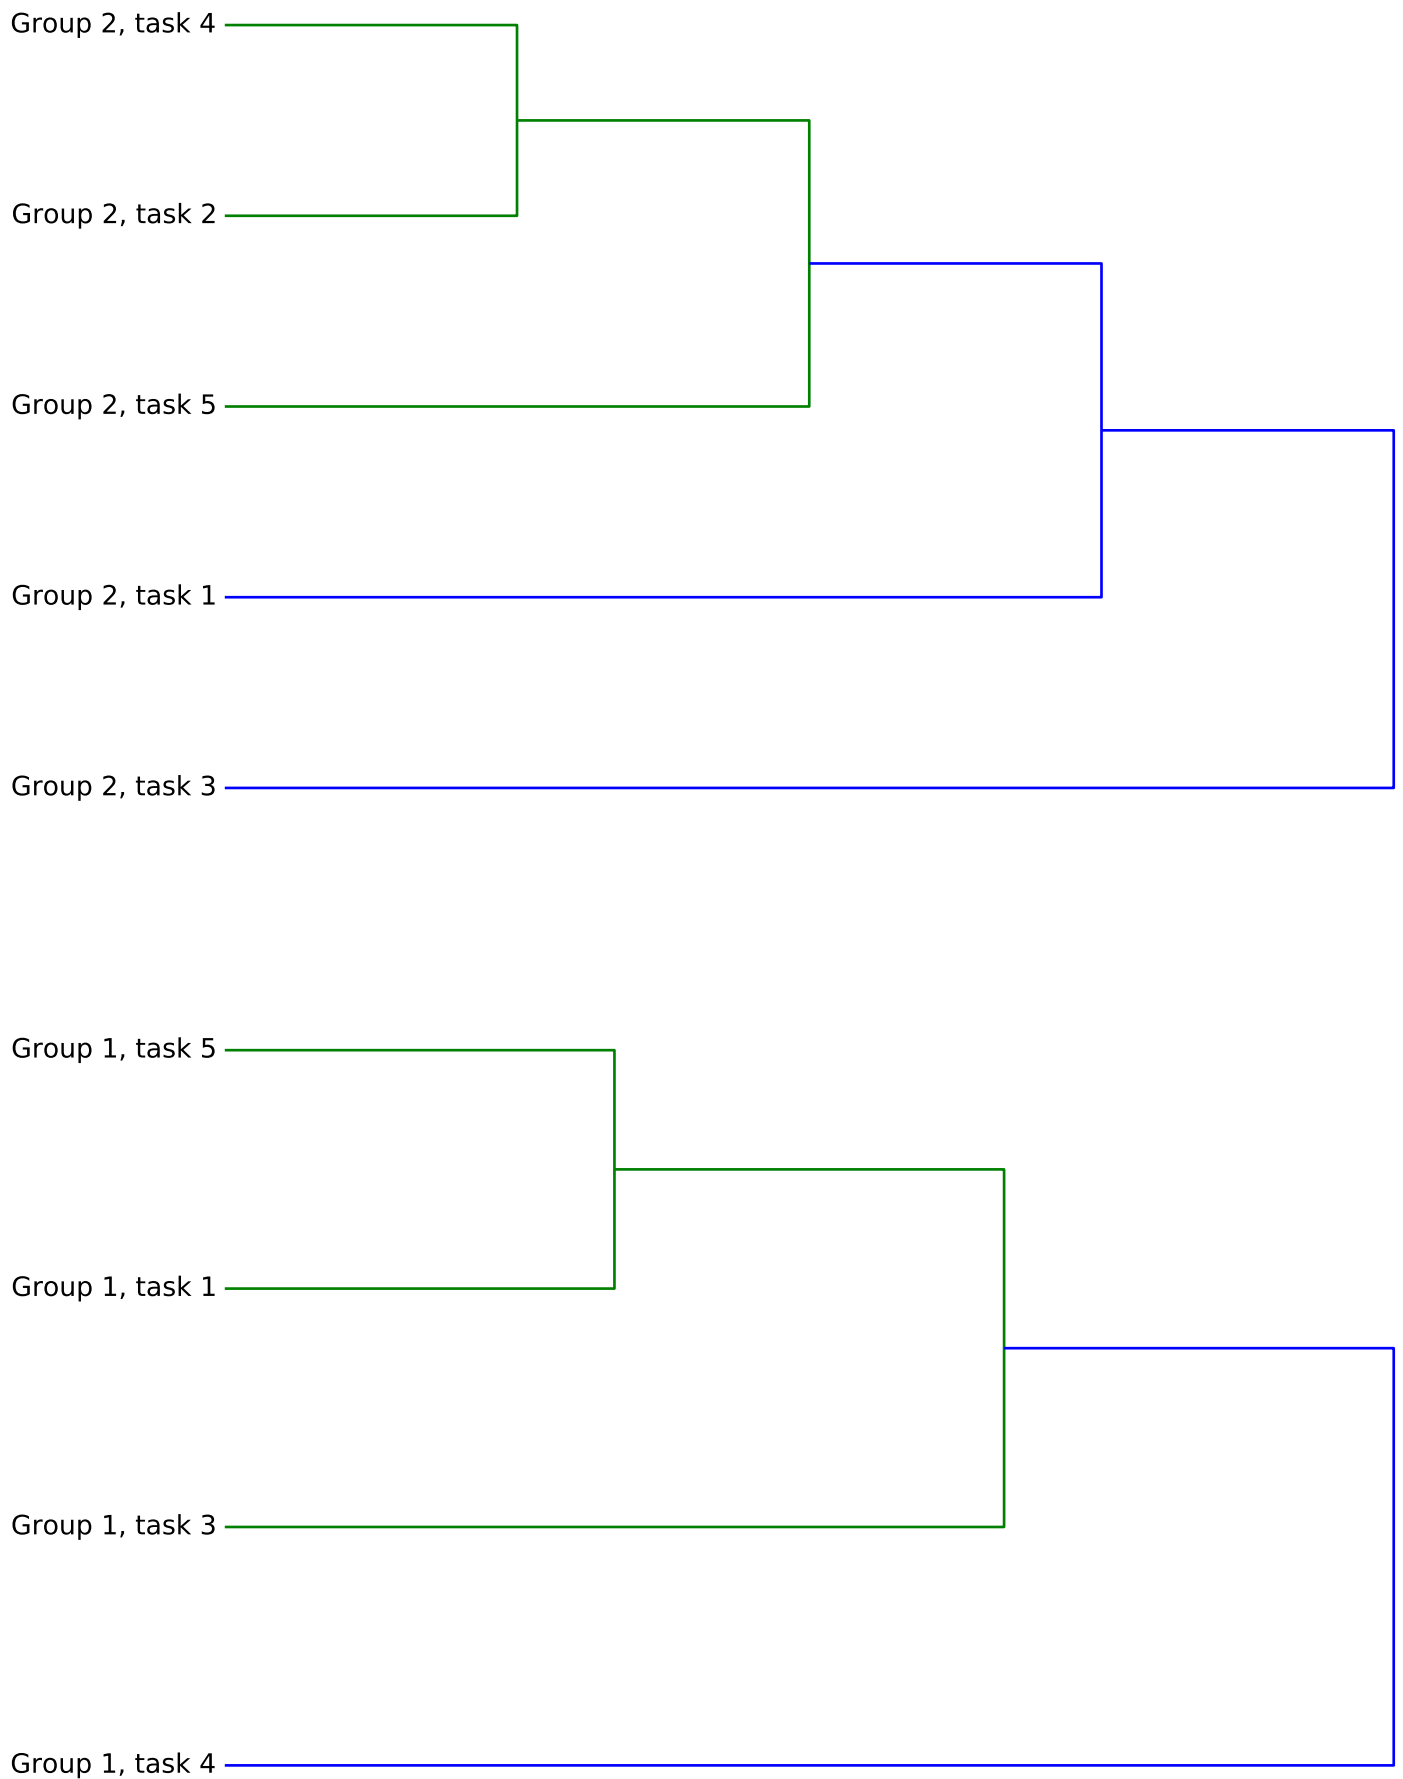 Group 2, task 4
Group 2, task 2
Group 2, task 5
Group 2, task 1
Group 2, task 3
Group 1, task 5
Group 1, task 1
Group 1, task 3
Group 1, task 4